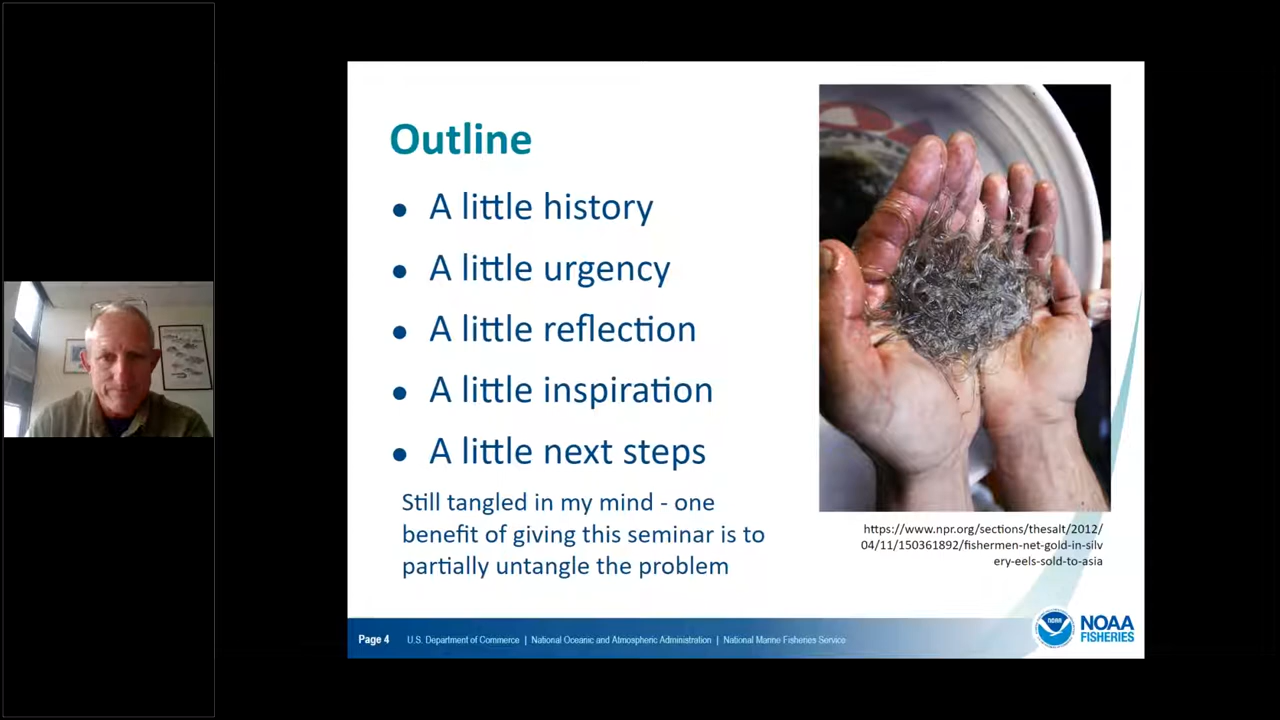 Outline
• A little history
• A little urgency
• A little reflection
• A little inspiration
• A little next steps
Still tangled in my mind - one
benefit of giving this seminar is to
partially untangle the problem
https://www.npr.org/sections/thesalt/2012/
04/11/150361892/fishermen-net-gold-in-silv
ery-eels-sold-to-asia
Page 4 U.S. Department of Commerce | National Oceanic and Atmospheric Administration | National Marine Fisheries Service
NOAA
NOAA
FISHERIES